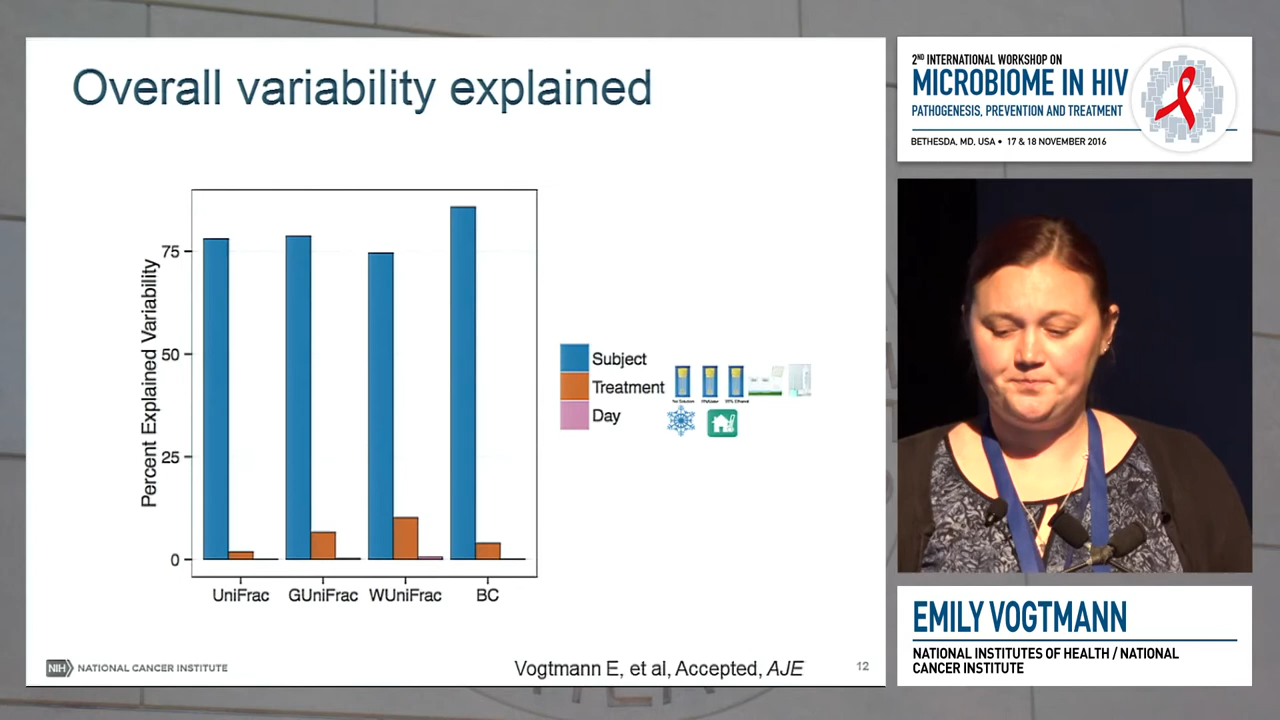 Overall variability explained
Percent Explained Variability
75
50
25
0
UniFrac
GUniFrac
WUniFrac
BC
Subject
Treatment
Day
NIH NATIONAL CANCER INSTITUTE
Vogtmann E, et al, Accepted, AJE
12
2ND INTERNATIONAL WORKSHOP ON
MICROBIOME IN HIV
PATHOGENESIS, PREVENTION AND TREATMENT
BETHESDA, MD, USA • 17 & 18 NOVEMBER 2016
EMILY VOGTMANN
NATIONAL INSTITUTES OF HEALTH / NATIONAL
CANCER INSTITUTE